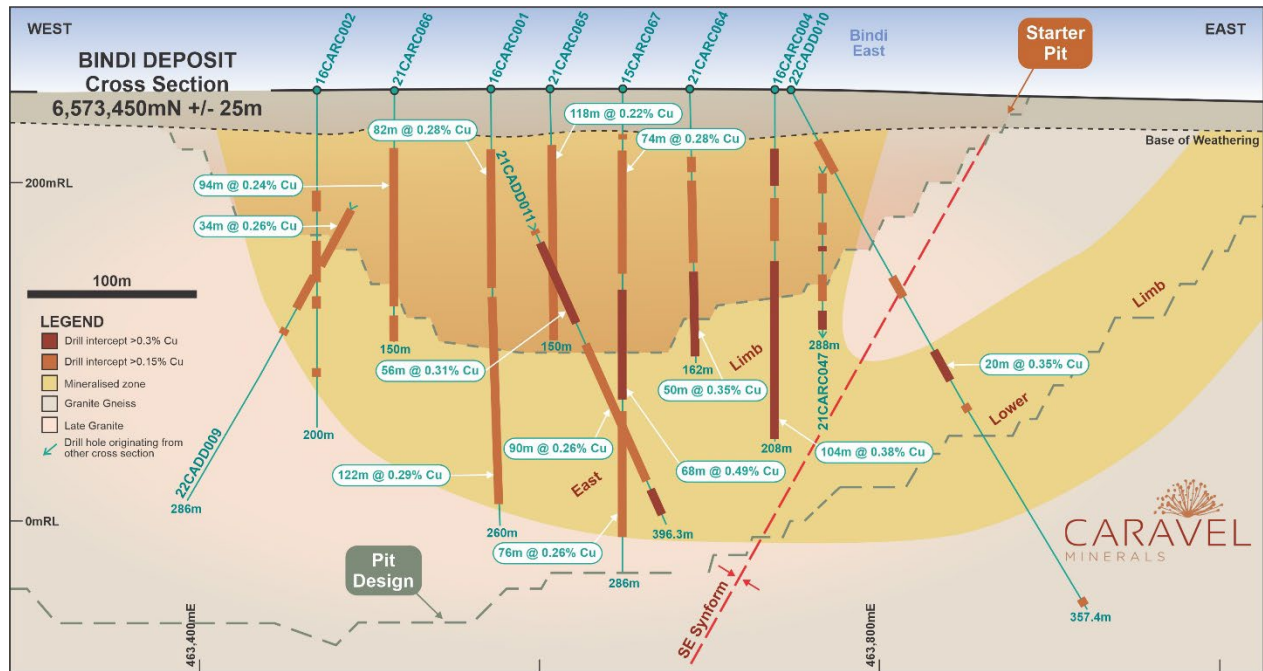 WEST
BINDI DEPOSIT
Cross Section
6,573,450mN +/- 25m
16CARC002
21CARC066
16CARC001
21CARC065
15CARC067
21CARC064
16CARC004
22CADD010
Bindi
East
Starter
Pit
EAST
Base of Weathering
118m @ 0.22% Cu
82m @ 0.28% Cu
74m @ 0.28% Cu
200mRL
94m @ 0.24% Cu
34m @ 0.26% Cu
21CADD011
100m
LEGEND
Drill intercept >0.3% Cu
Drill intercept >0.15% Cu
Mineralised zone
Granite Gneiss
Late Granite
Drill hole originating from
other cross section
150m
150m
56m @ 0.31% Cu
162m
Limb
50m @ 0.35% Cu
288m
21CARC047
20m @ 0.35% Cu
Limb
Lower
200m
90m @ 0.26% Cu
68m @ 0.49% Cu
208m
104m @ 0.38% Cu
122m @ 0.29% Cu
East
22CADD009
286m
0mRL
260m
396.3m
76m @ 0.26% Cu
286m
Pit
Design
SE Synform
CARAVEL
MINERALS
357.4m
463,400mE
463,800mE